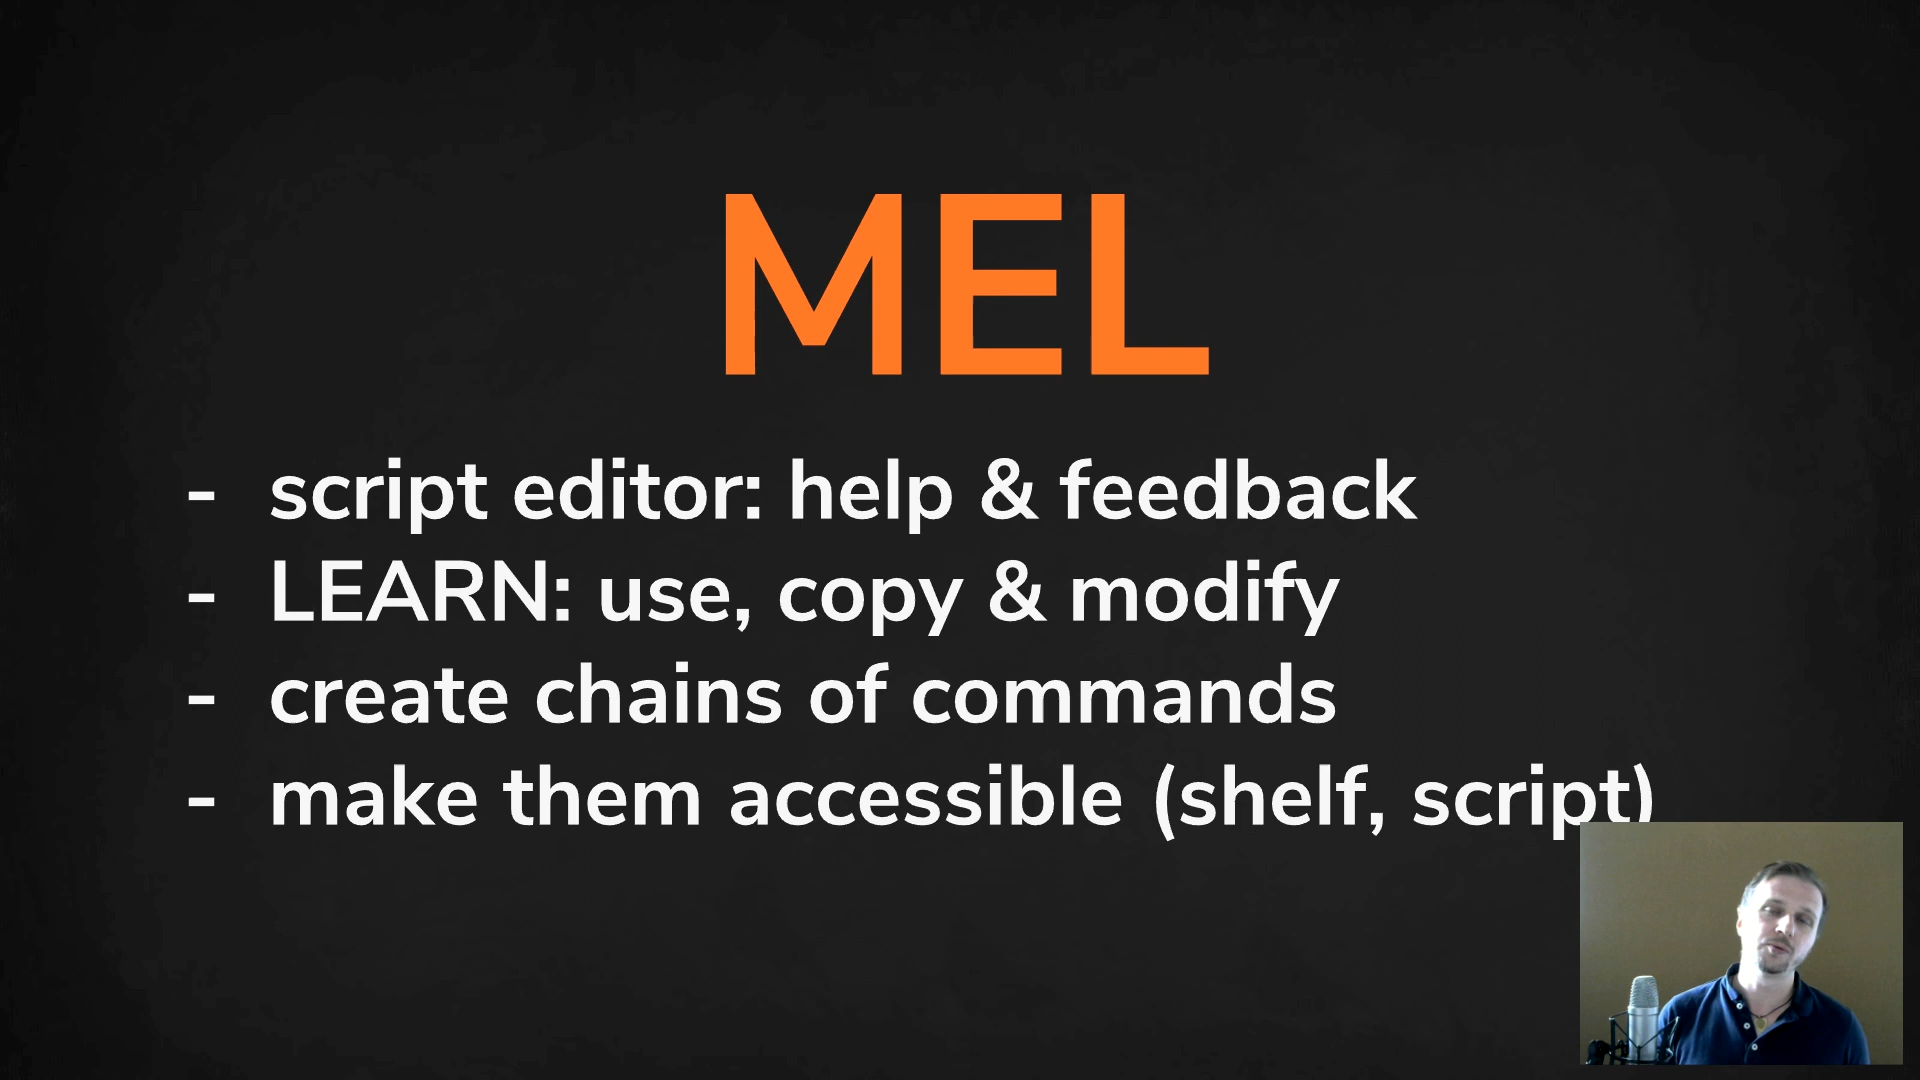 MEL
- script editor: help & feedback
- LEARN: use, copy & modify
- create chains of commands
- make them accessible (shelf, script)